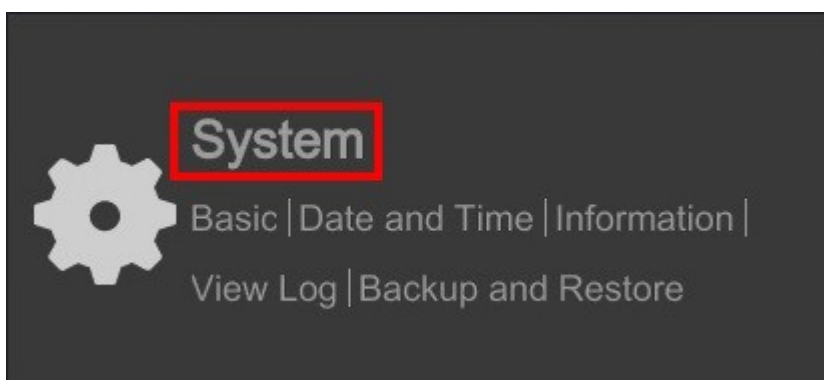 System
Basic | Date and Time | Information |
View Log | Backup and Restore